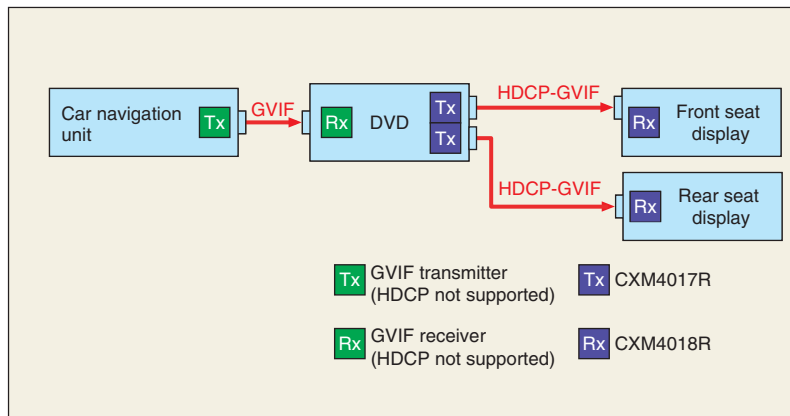 Car navigation
unit
Tx
GVIF
Rx
DVD
Tx
Tx
HDCP-GVIF
Rx
Front seat
display
HDCP-GVIF
Rx
Rear seat
display
Tx
GVIF transmitter
(HDCP not supported)
Tx
CXM4017R
Rx
GVIF receiver
(HDCP not supported)
Rx
CXM4018R